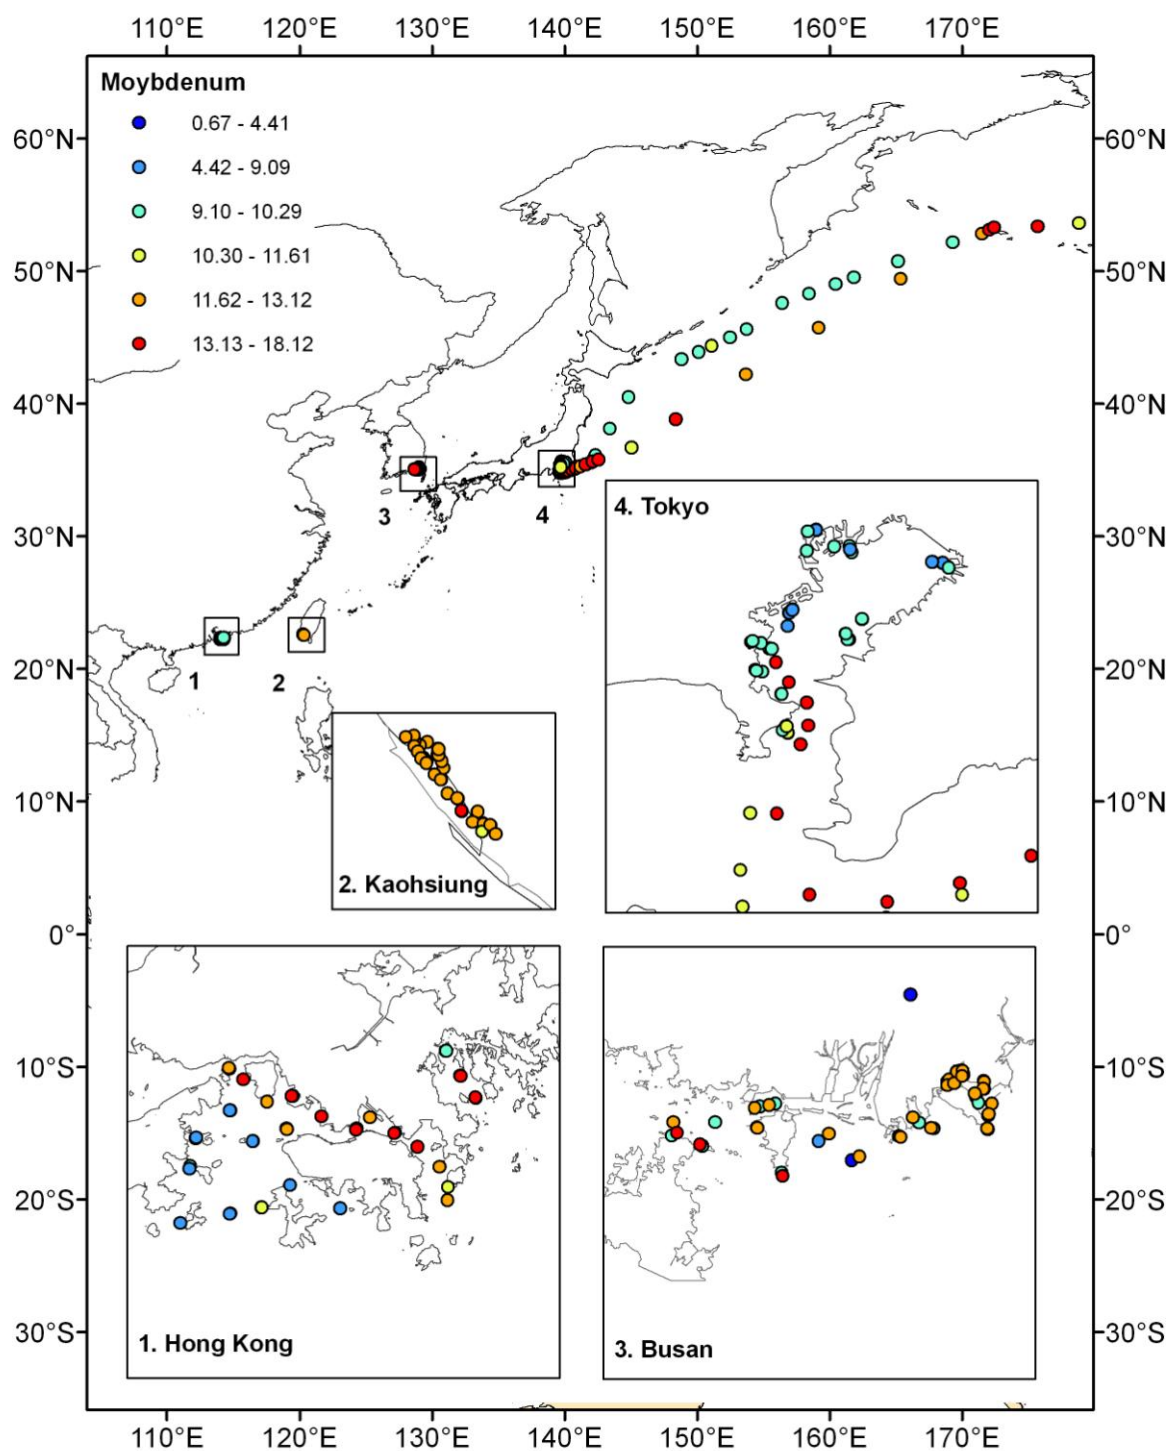 110°E 120°E 130°E 140°E 150°E 160°E 170°E
Moybdenum
0.67 - 4.41
4.42 - 9.09
9.10 - 10.29
10.30 - 11.61
11.62 - 13.12
13.13 - 18.12
60°N 60°N
50°N 50°N
40°N 40°N
3 4
4. Tokyo
30°N 30°N
20°N 20°N
1 2
10°N 10°N
2. Kaohsiung
0° 0°
10°S 10°S
20°S 20°S
30°S 30°S
1. Hong Kong
3. Busan
110°E 120°E 130°E 140°E 150°E 160°E 170°E